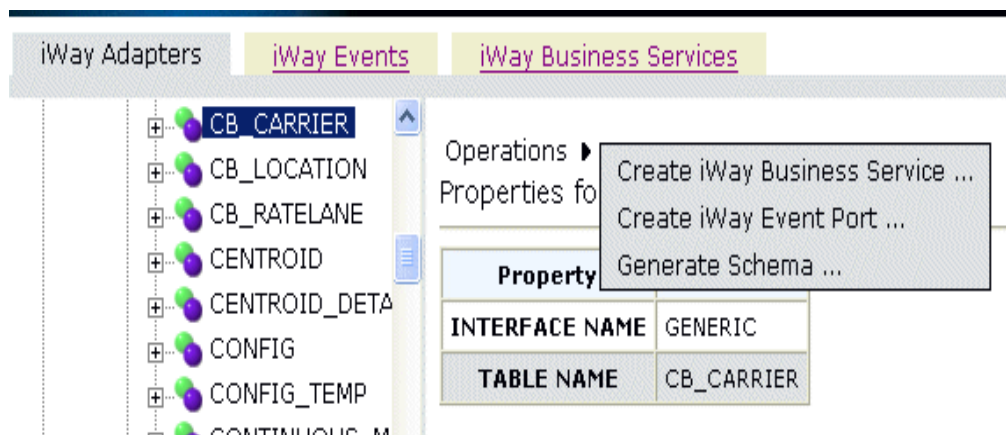 iWay Adapters
iWay Events
iWay Business Services
CB_CARRIER
CB_LOCATION
CB_RATELANE
CENTROID
CENTROID_DETA
CONFIG
CONFIG_TEMP
Operations
Properties fo
Create iWay Business Service ...
Create iWay Event Port ...
Generate Schema ...
Property
INTERFACE NAME GENERIC
TABLE NAME CB_CARRIER